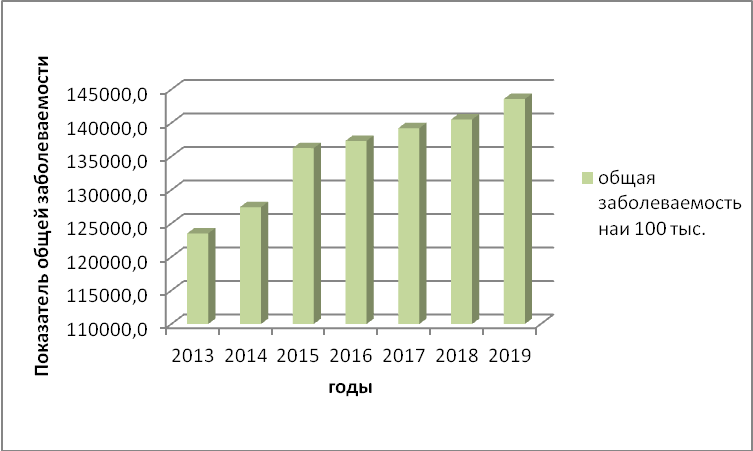 Показатель общей заболеваемости
145000,0
140000,0
135000,0
130000,0
125000,0
120000,0
115000,0
110000,0
2013 2014 2015 2016 2017 2018 2019
годы
общая
заболеваемость
наи 100 тыс.